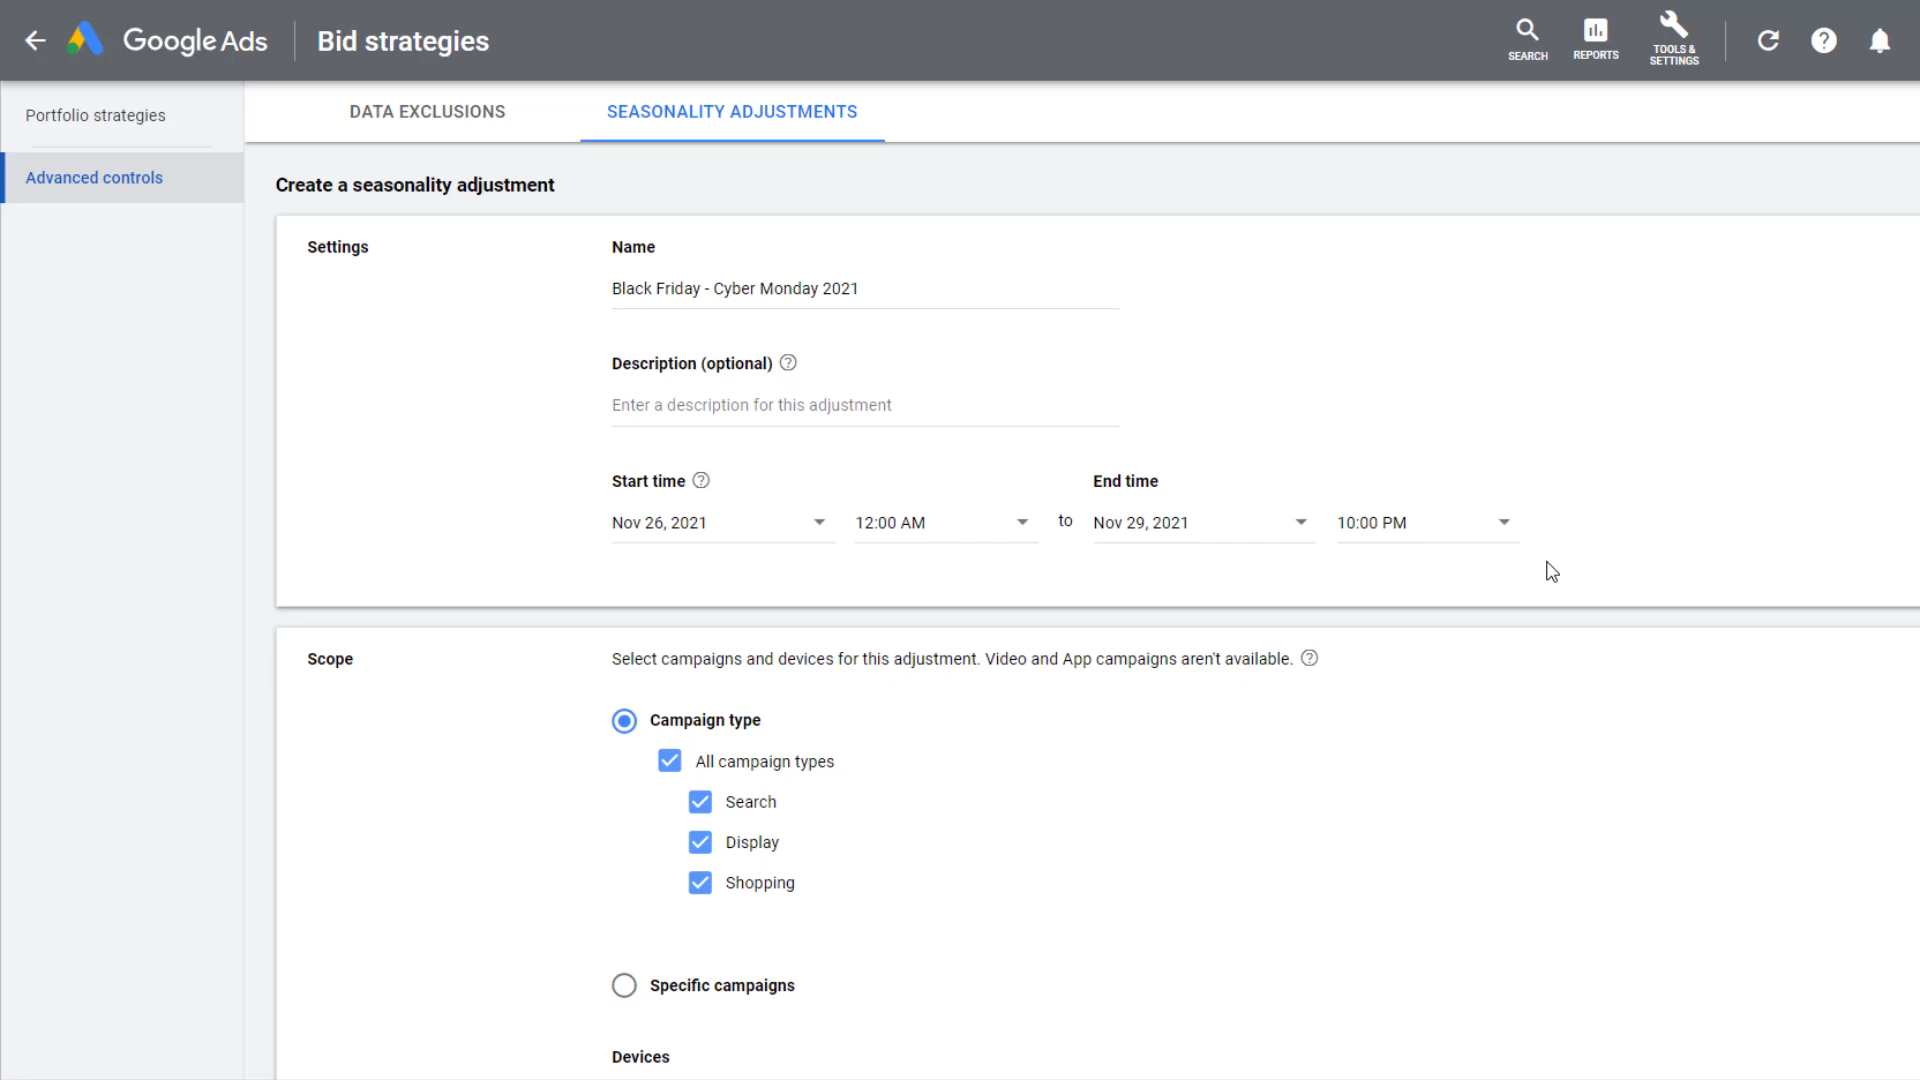 Google Ads
Bid strategies
SEARCH
REPORTS
TOOLS &
SETTINGS
Portfolio strategies
Advanced controls
DATA EXCLUSIONS
SEASONALITY ADJUSTMENTS
Create a seasonality adjustment
Settings
Name
Black Friday - Cyber Monday 2021
Description (optional)
Enter a description for this adjustment
Start time
End time
Nov 26, 2021
12:00 AM
to
Nov 29, 2021
10:00 PM
Scope
Select campaigns and devices for this adjustment. Video and App campaigns aren't available.
Campaign type
All campaign types
Search
Display
Shopping
Specific campaigns
Devices